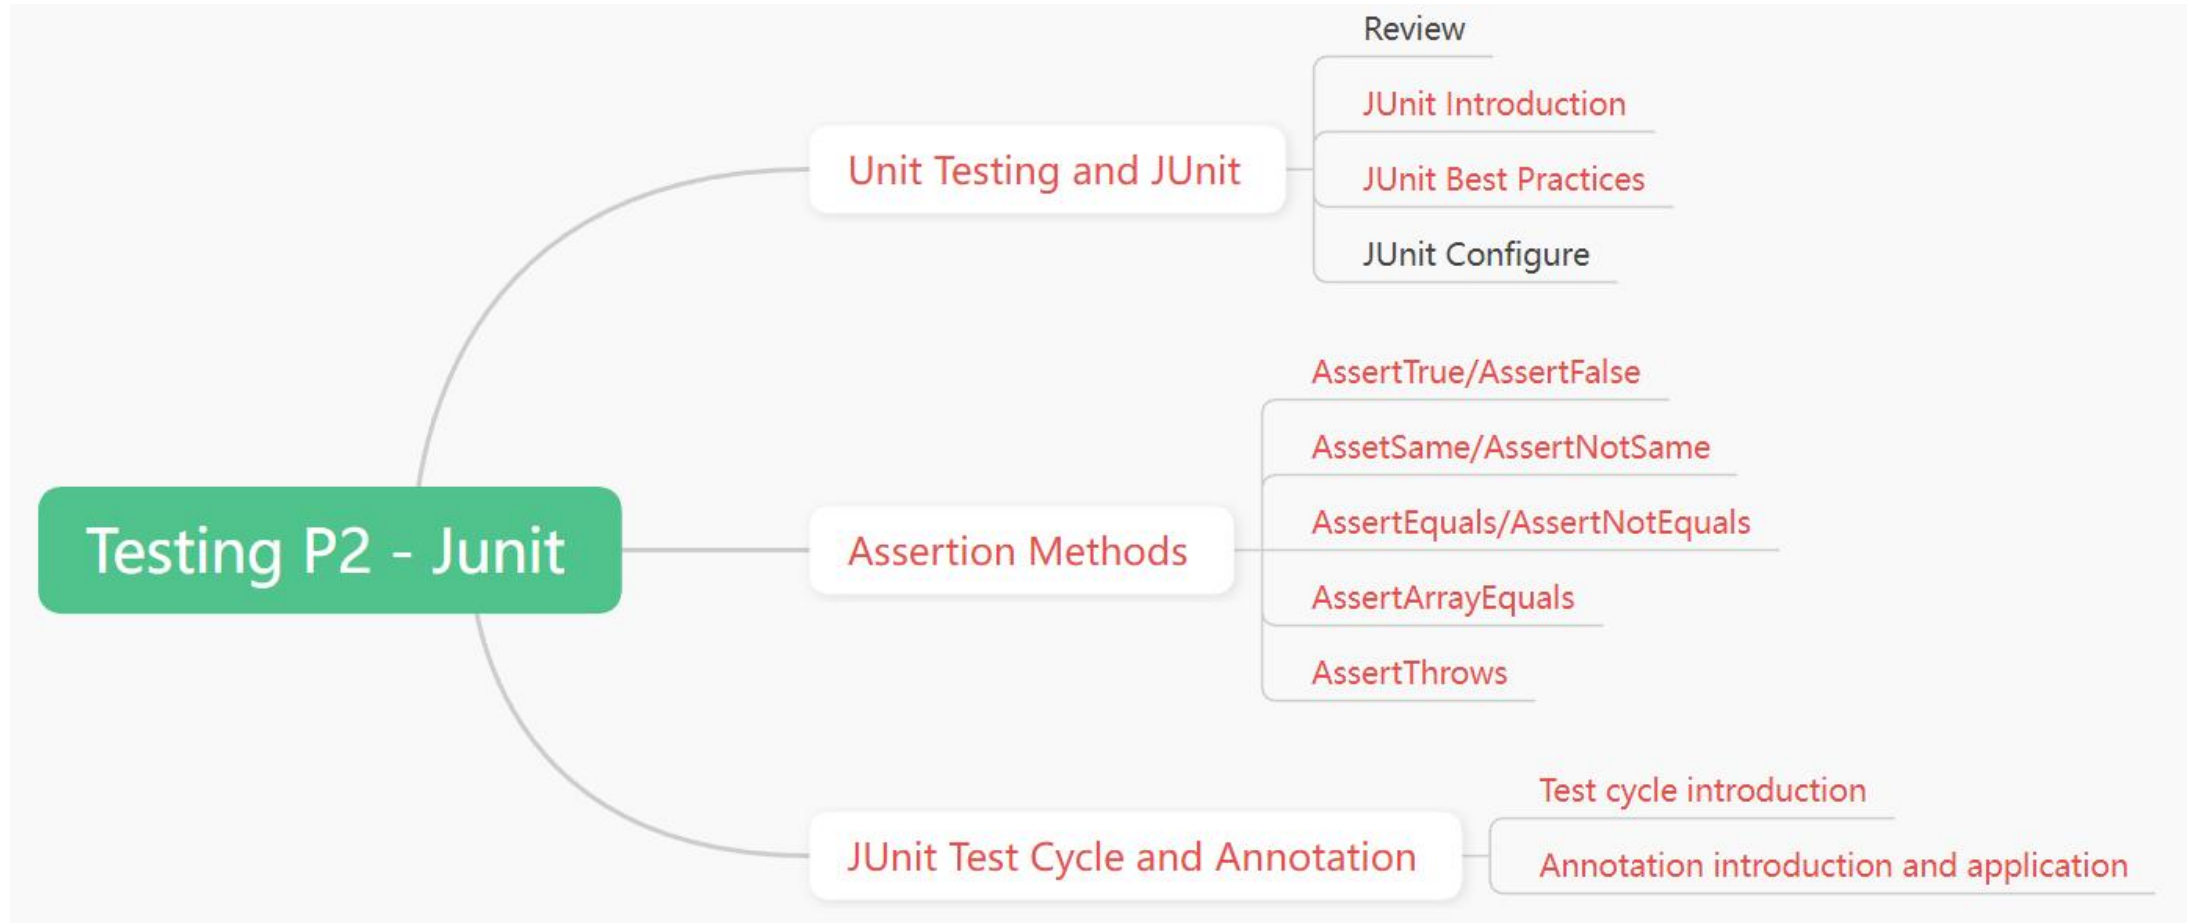 Testing P2 - Junit
Unit Testing and JUnit
Review
JUnit Introduction
JUnit Best Practices
JUnit Configure
Assertion Methods
AssertTrue/AssertFalse
AssetSame/AssertNotSame
AssertEquals/AssertNotEquals
AssertArrayEquals
AssertThrows
JUnit Test Cycle and Annotation
Test cycle introduction
Annotation introduction and application